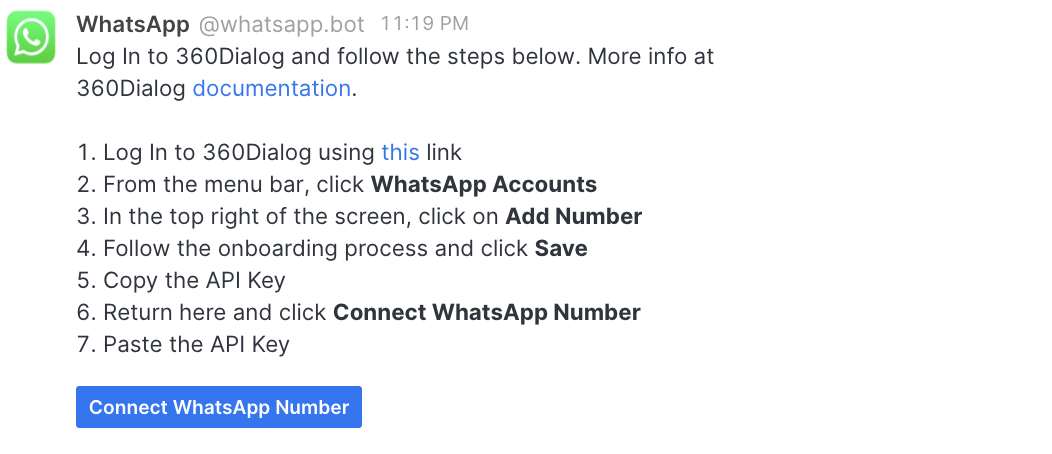 WhatsApp @whatsapp.bot 11:19 PM
Log In to 360Dialog and follow the steps below. More info at
360Dialog documentation.
1. Log In to 360Dialog using this link
2. From the menu bar, click WhatsApp Accounts
3. In the top right of the screen, click on Add Number
4. Follow the onboarding process and click Save
5. Copy the API Key
6. Return here and click Connect WhatsApp Number
7. Paste the API Key
Connect WhatsApp Number